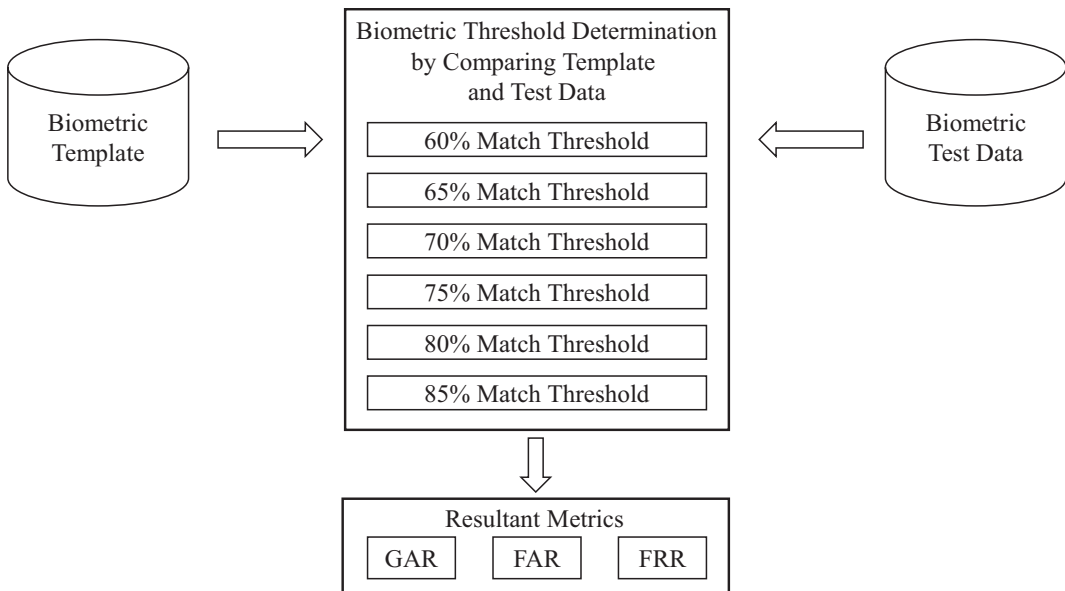 Biometric Threshold Determination
by Comparing Template
and Test Data
Biometric
Template
60% Match Threshold
65% Match Threshold
70% Match Threshold
75% Match Threshold
80% Match Threshold
85% Match Threshold
Biometric
Test Data
Resultant Metrics
GAR
FAR
FRR